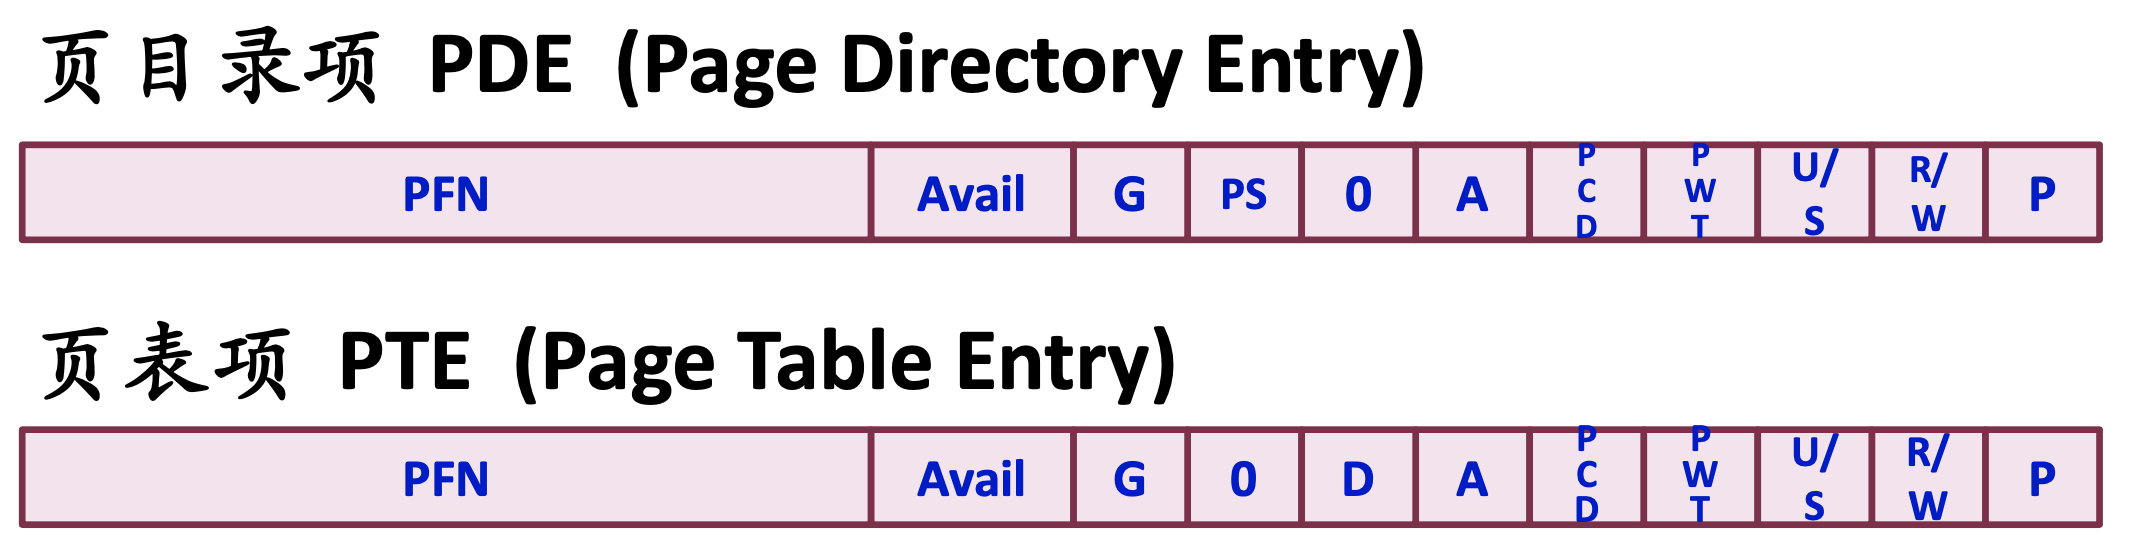 页目录项 PDE (Page Directory Entry)
PFN Avail G PS 0 A PCD PWT U/S R/W P
页表项 PTE (Page Table Entry)
PFN Avail G 0 D A PCD PWT U/S R/W P